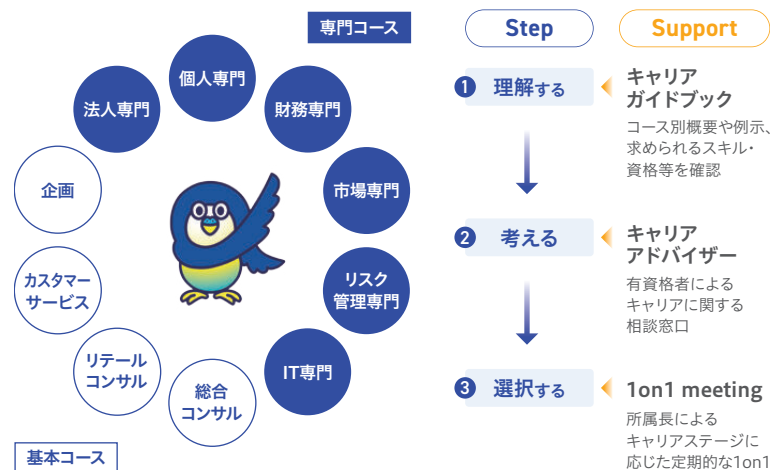 専門コース
個人専門
財務専門
市場専門
リスク
管理専門
IT専門
総合
コンサル
リテール
コンサル
カスタマー
サービス
企画
法人専門
基本コース
Step
Support
1 理解する
キャリア
ガイドブック
コース別概要や例示、
求められるスキル・
資格等を確認
2 考える
キャリア
アドバイザー
有資格者による
キャリアに関する
相談窓口
3 選択する
1on1 meeting
所属長による
キャリアステージに
応じた定期的な1on1